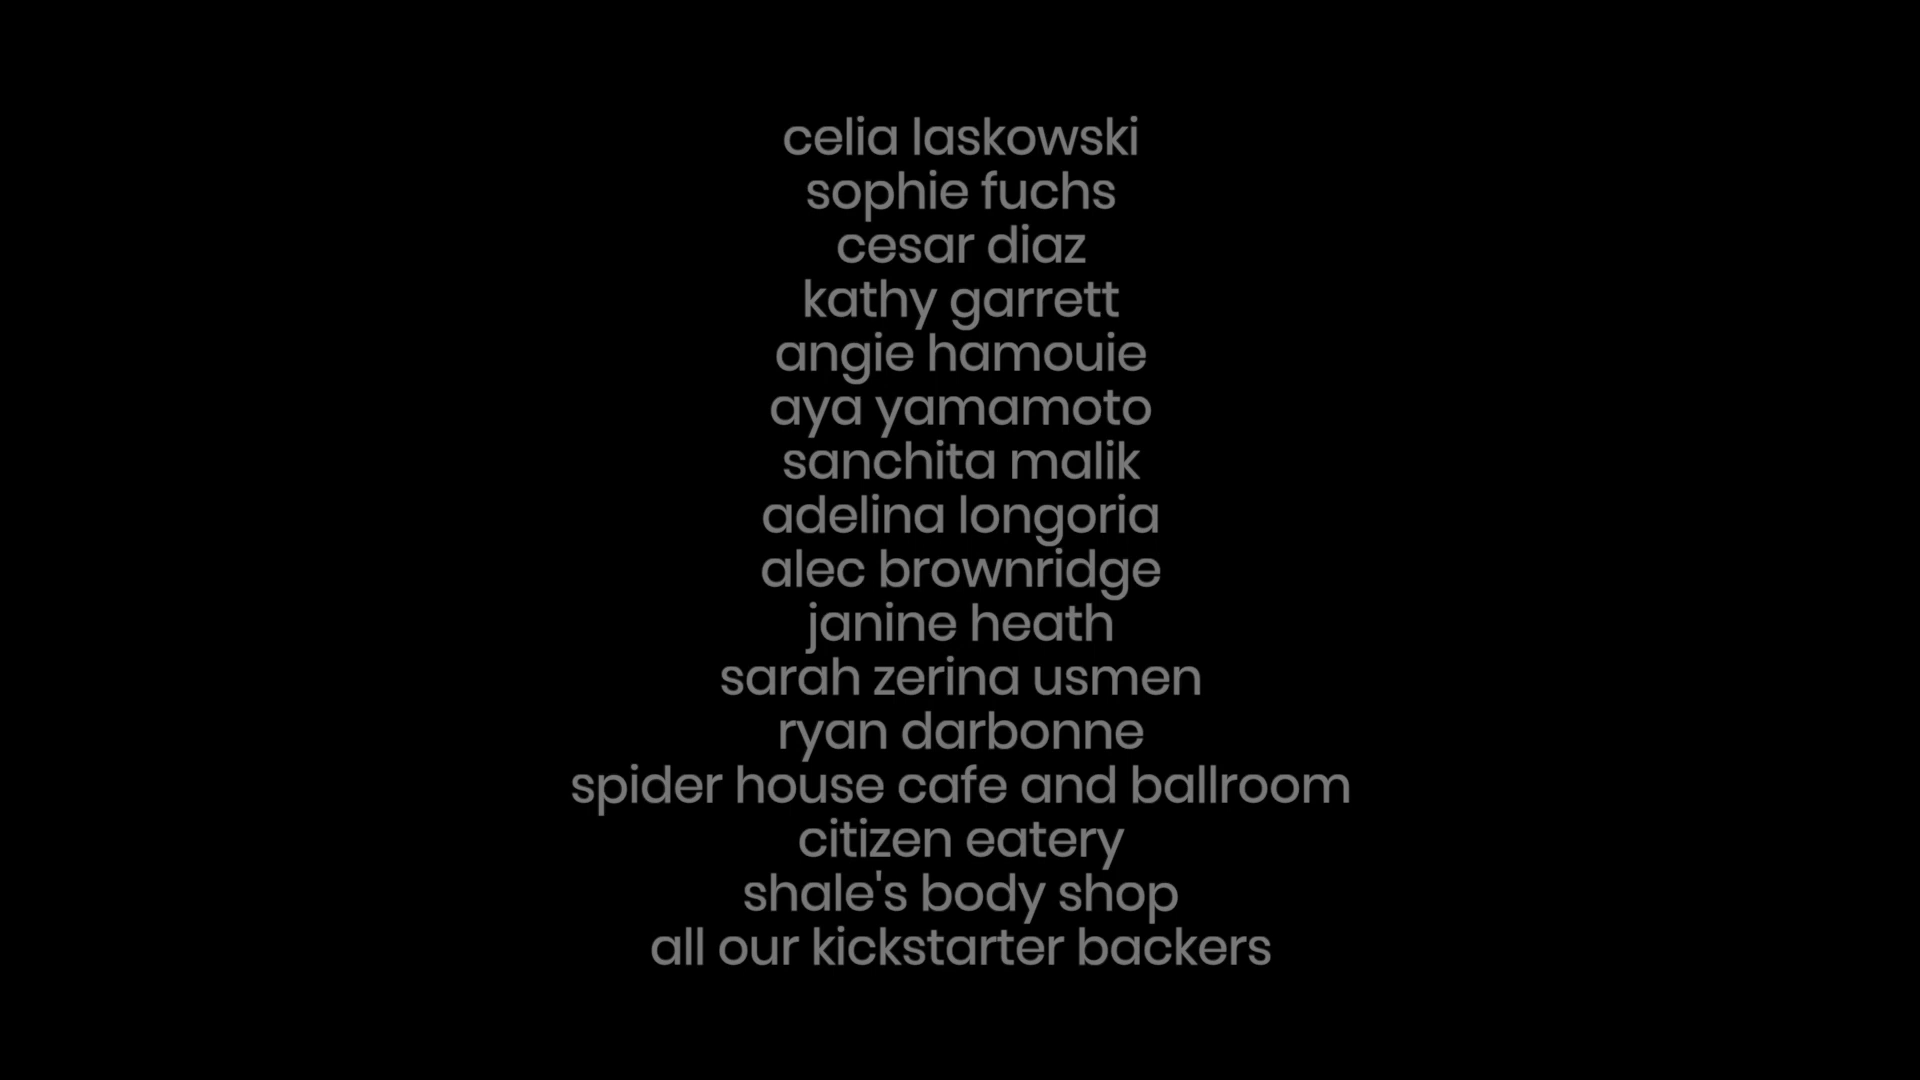 celia laskowski
sophie fuchs
cesar diaz
kathy garrett
angie hamouie
aya yamamoto
sanchita malik
adelina longoria
alec brownridge
janine heath
sarah zerina usmen
ryan darbonne
spider house cafe and ballroom
citizen eatery
shale's body shop
all our kickstarter backers